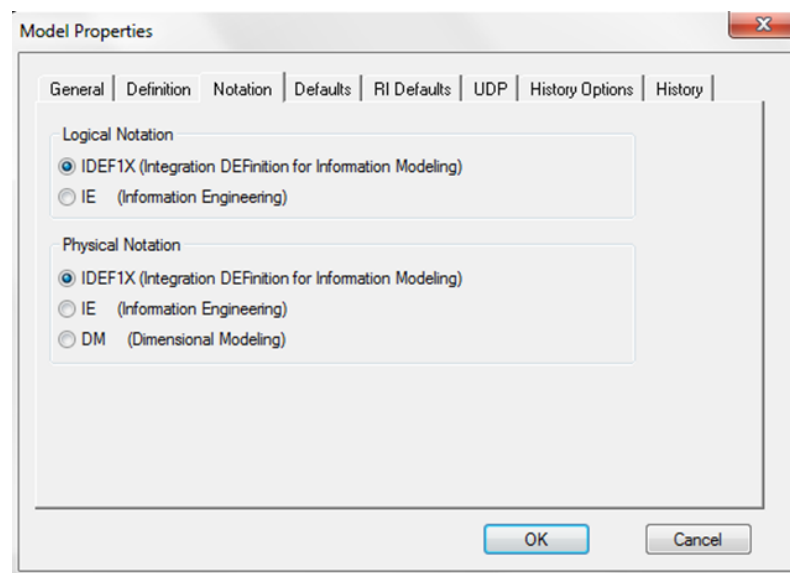 Model Properties
General Definition Notation Defaults RI Defaults UDP History Options History
Logical Notation
IDEF1X (Integration DEFinition for Information Modeling)
IE (Information Engineering)
Physical Notation
IDEF1X (Integration DEFinition for Information Modeling)
IE (Information Engineering)
DM (Dimensional Modeling)
OK Cancel